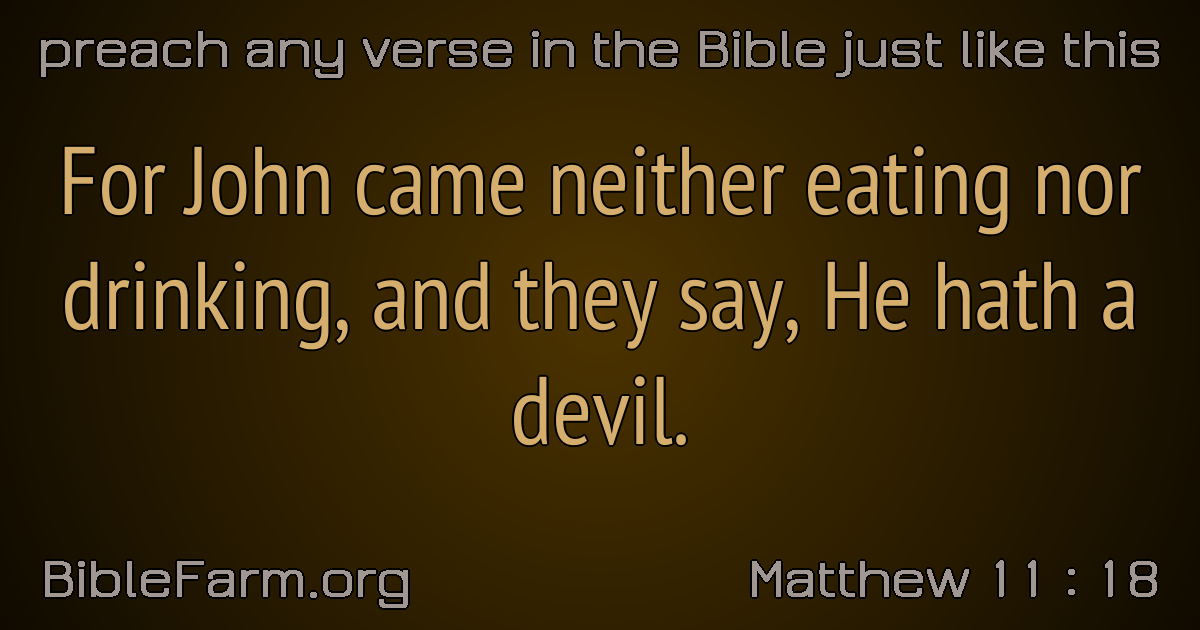 preach any verse in the Bible just like this
For John came neither eating nor
drinking, and they say, He hath a
devil.
BibleFarm.org
Matthew 11 : 18